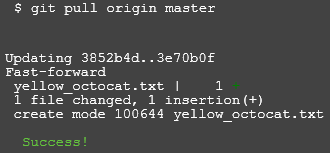 $ git pull origin master
Updating 3852b4d..3e70b0f
Fast-forward
yellow_octocat.txt | 1 +
1 file changed, 1 insertion(+)
create mode 100644 yellow_octocat.txt
Success!